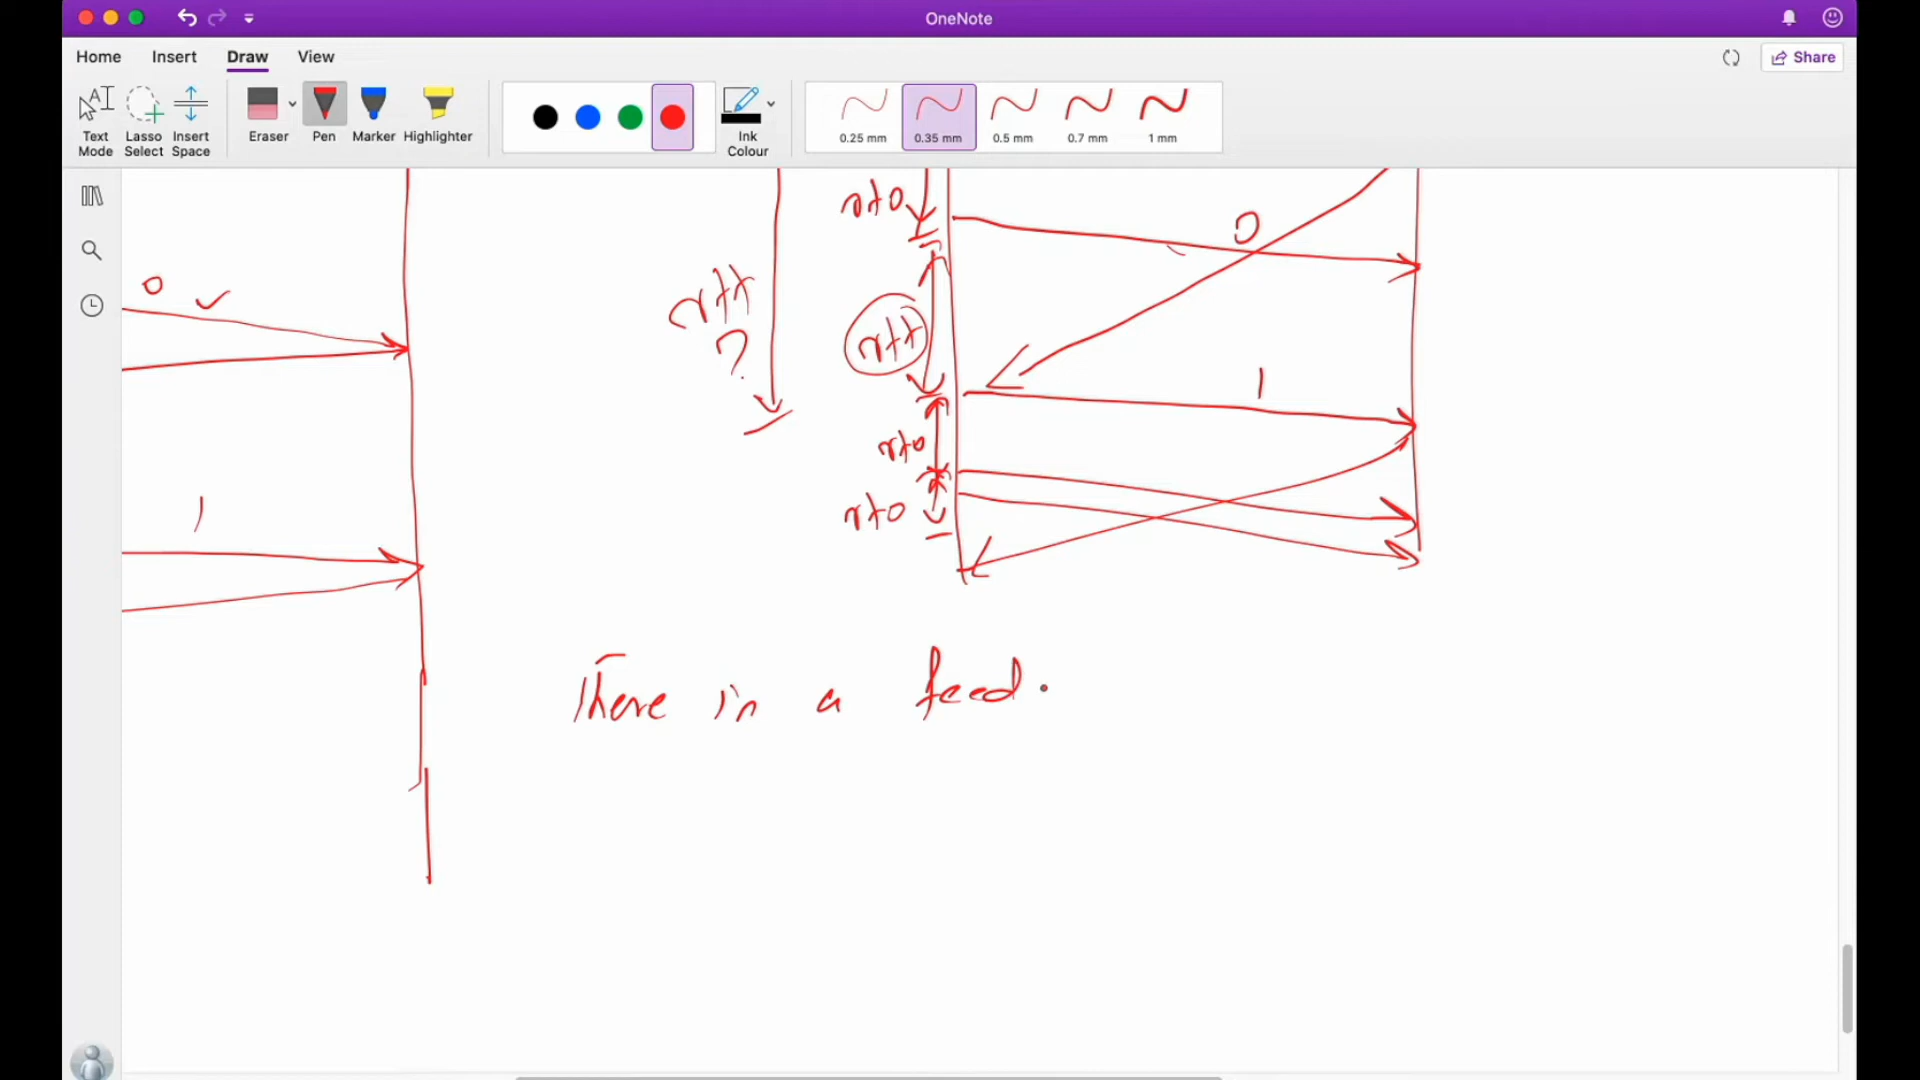 OneNote
Home Insert Draw View
Share
Text Mode
Lasso Select
Insert Space
Eraser
Pen
Marker
Highlighter
Ink Colour
0.25 mm
0.35 mm
0.5 mm
0.7 mm
1 mm
rto
0
0
rtt
?
rtt
1
rto
1
rto
There is a feed